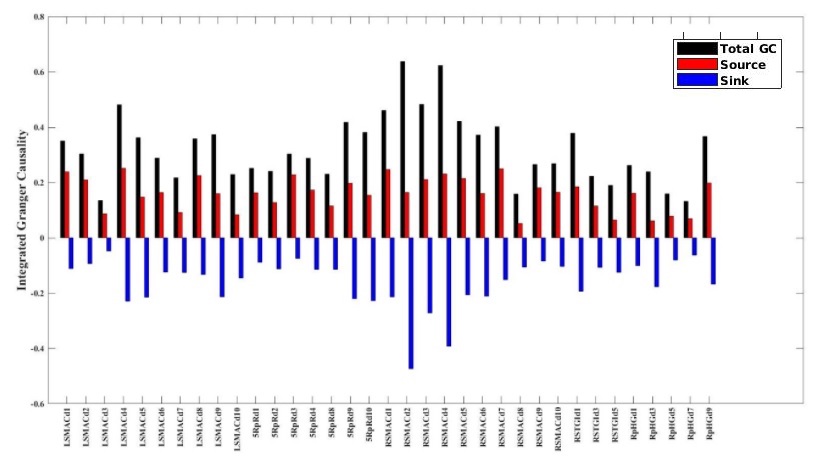 0.8
Total GC
Source
Sink
0.6
0.4
0.2
0
-0.2
-0.4
-0.6
Integrated Granger Causality
LSMACd1
LSMACd2
LSMACd3
LSMACd4
LSMACd5
LSMACd6
LSMACd7
LSMACd8
LSMACd9
LSMACd10
5RpRd1
5RpRd2
5RpRd3
5RpRd4
5RpRd8
5RpRd9
5RpRd10
RSMACd1
RSMACd2
RSMACd3
RSMACd4
RSMACd5
RSMACd6
RSMACd7
RSMACd8
RSMACd9
RSMACd10
RSTGId1
RSTGId3
RSTGId5
RpHGd1
RpHGd3
RpHGd5
RpHGd7
RpHGd9